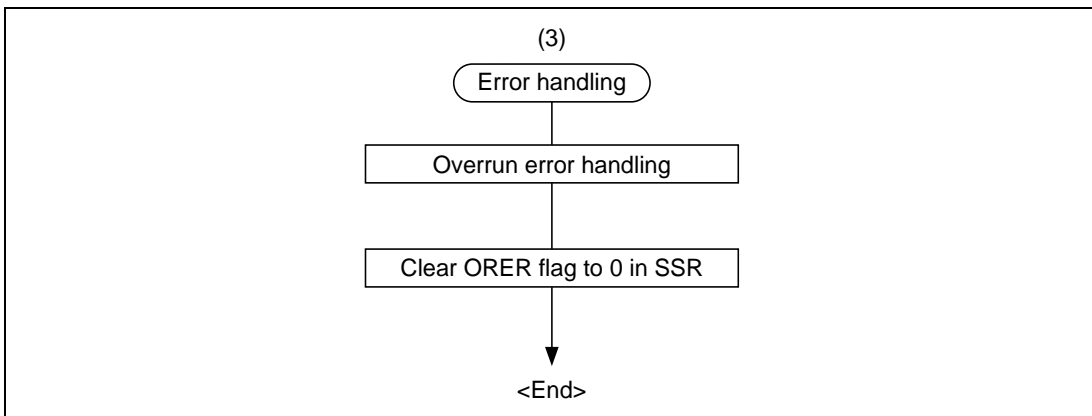 (3)
Error handling
Overrun error handling
Clear ORER flag to 0 in SSR
<End>